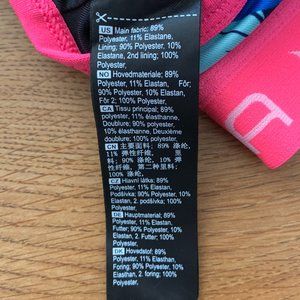 US Main fabric; 89%
Polyester, 11% Elastane,
Lining; 90% Polyester, 10%
Elastane, 2nd lining; 100%
Polyester,
NO Hovedmateriale; 89%
Polyester, 11% Elastan, Fôr;
90% Polyester, 10% Elastan,
Fôr 2; 100% Polyester,
CA Tissu principal; 89%
polyester, 11% élasthanne,
Doublure; 90% polyester,
10% élasthanne, Deuxième
doublure; 100% polyester,
CN 主要面料; 89% 涤纶,
11% 弹性纤维,
料; 90% 涤纶, 10%
弹性纤维, 第二种里料;
100% 涤纶,
CZ Hlavní látka; 89%
Polyester, 11% Elastan,
Podšívka; 90% Polyester, 10%
Elastan, 2. podšívka; 100%
Polyester,
DE Hauptmaterial; 89%
Polyester, 11% Elastan,
Futter; 90% Polyester, 10%
Elastan, 2. Futter; 100%
Polyester,
DK Hovedstof; 89%
Polyester, 11% Elasthan,
Foring; 90% Polyester, 10%
Elasthan, 2. foring; 100%